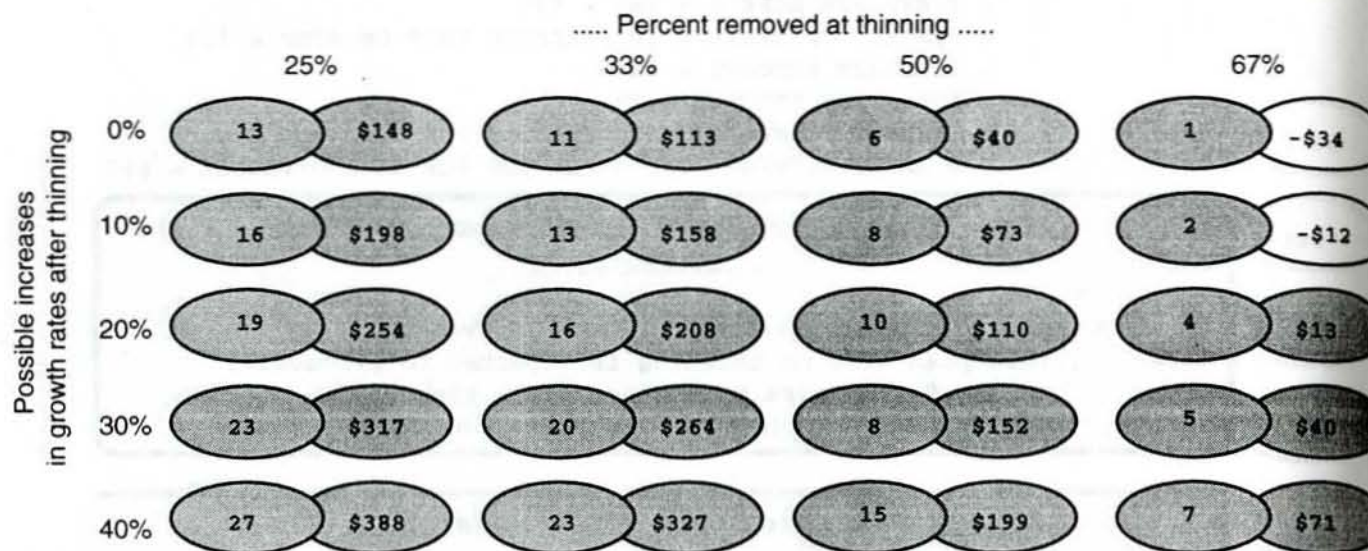 ..... Percent removed at thinning .....
25% 33% 50% 67%
Possible increases
in growth rates after thinning
0% 13 $148 11 $113 6 $40 1 -$34
10% 16 $198 13 $158 8 $73 2 -$12
20% 19 $254 16 $208 10 $110 4 $13
30% 23 $317 20 $264 8 $152 5 $40
40% 27 $388 23 $327 15 $199 7 $71